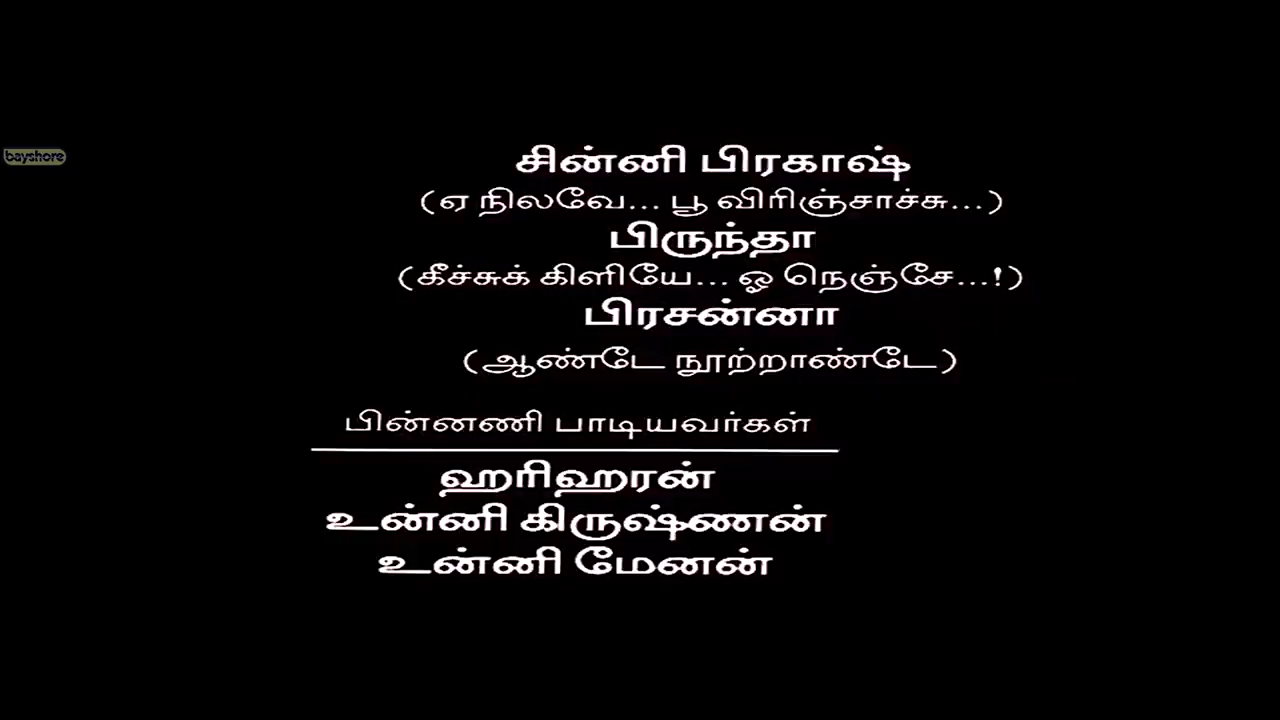 bayshore
சின்னி பிரகாஷ்
(ஏ நிலவே... பூ விரிஞ்சாச்சு...)
பிருந்தா
(கீச்சுக் கிளியே... ஓ நெஞ்சே...!)
பிரசன்னா
(ஆண்டே நூற்றாண்டே)
பின்னணி பாடியவர்கள்
ஹரிஹரன்
உன்னி கிருஷ்ணன்
உன்னி மேனன்